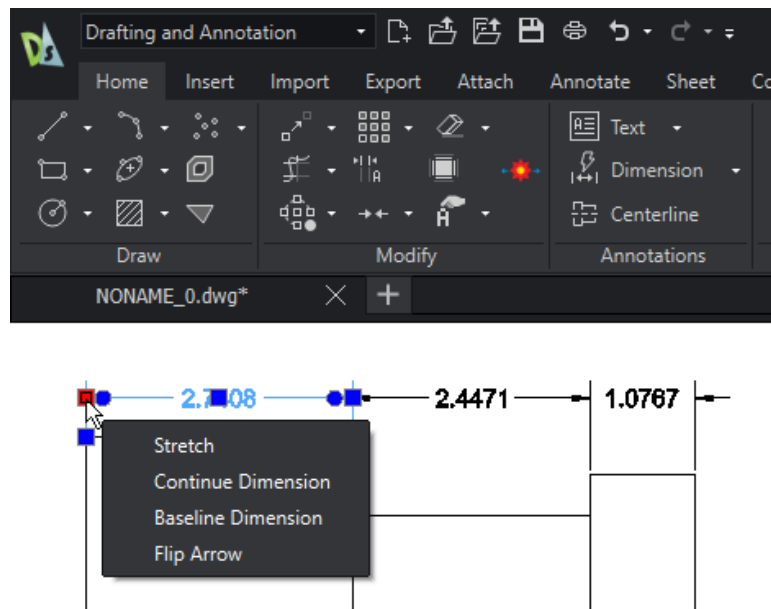 DS Drafting and Annotation
Home Insert Import Export Attach Annotate Sheet
Text
Dimension
Centerline
Draw Modify Annotations
NONAME_0.dwg*
2.4471 1.0767
Stretch
Continue Dimension
Baseline Dimension
Flip Arrow